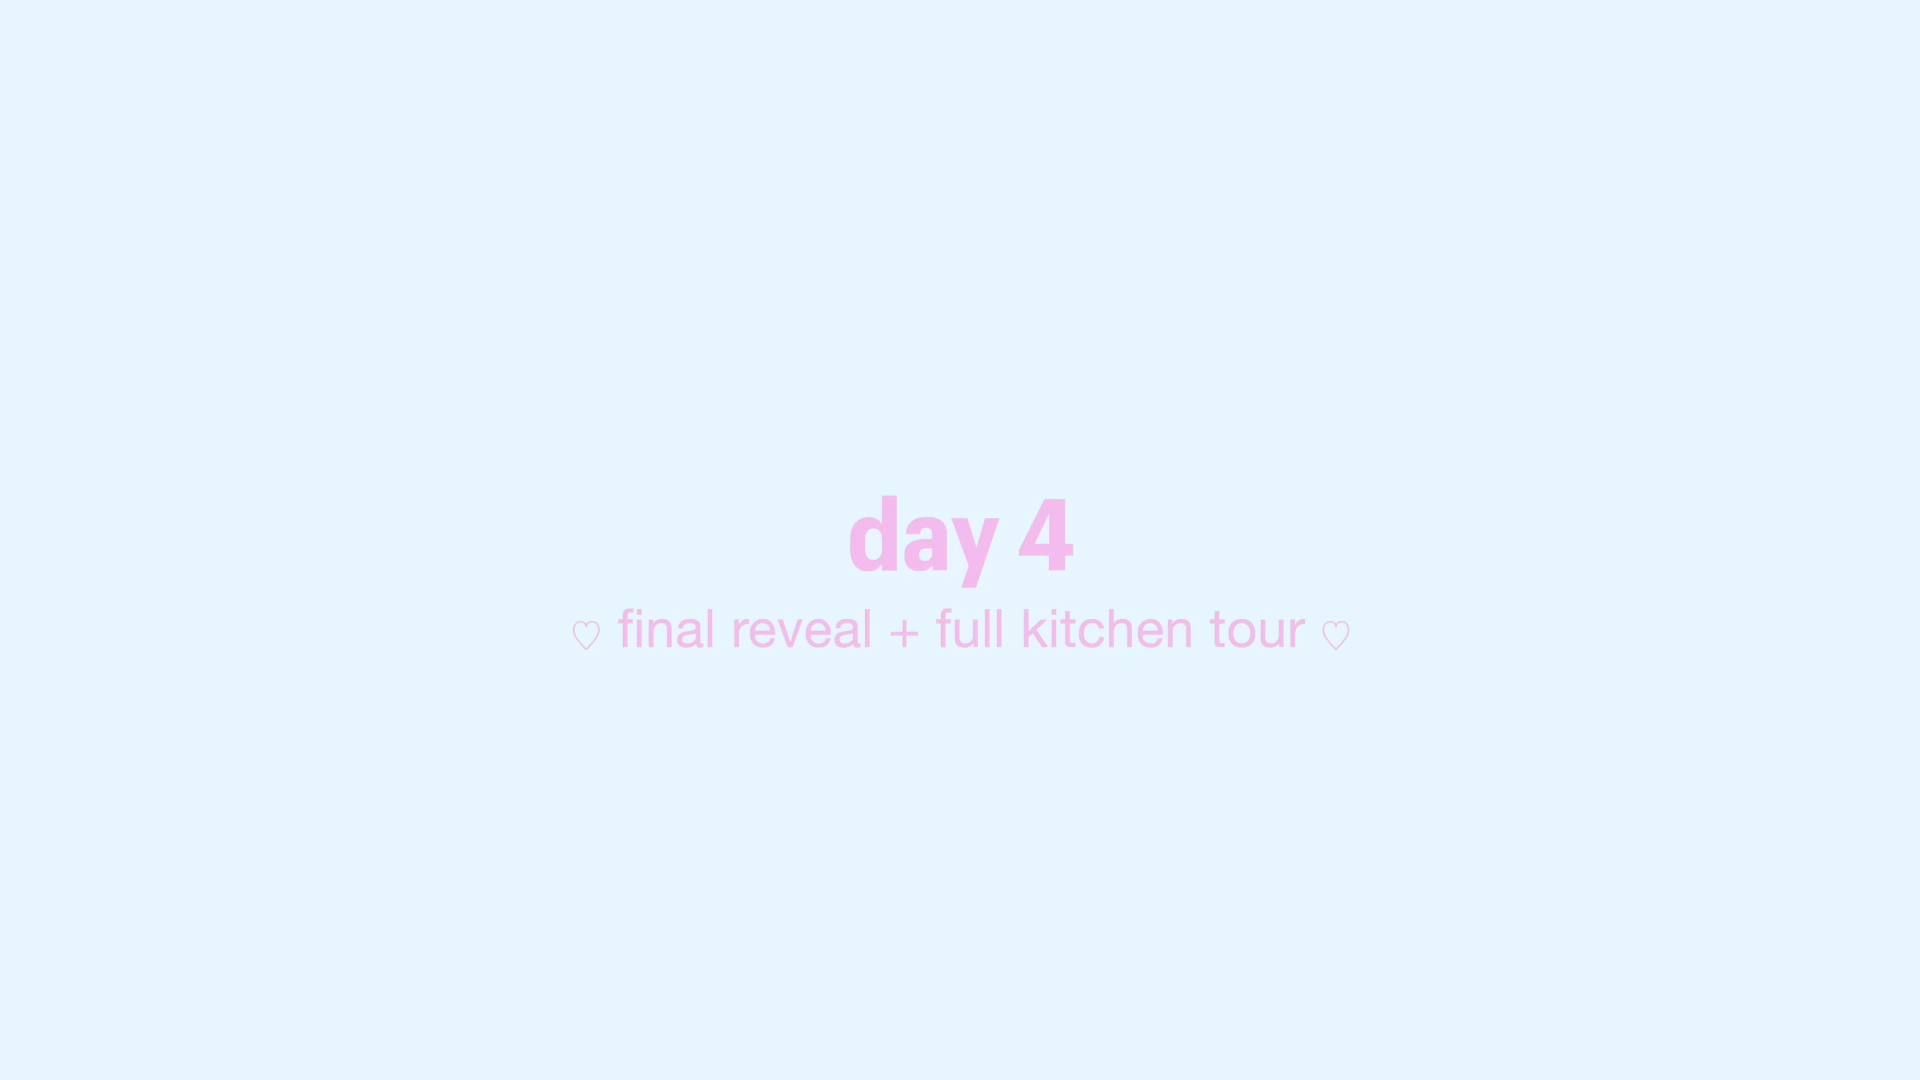 day 4
♡ final reveal + full kitchen tour ♡